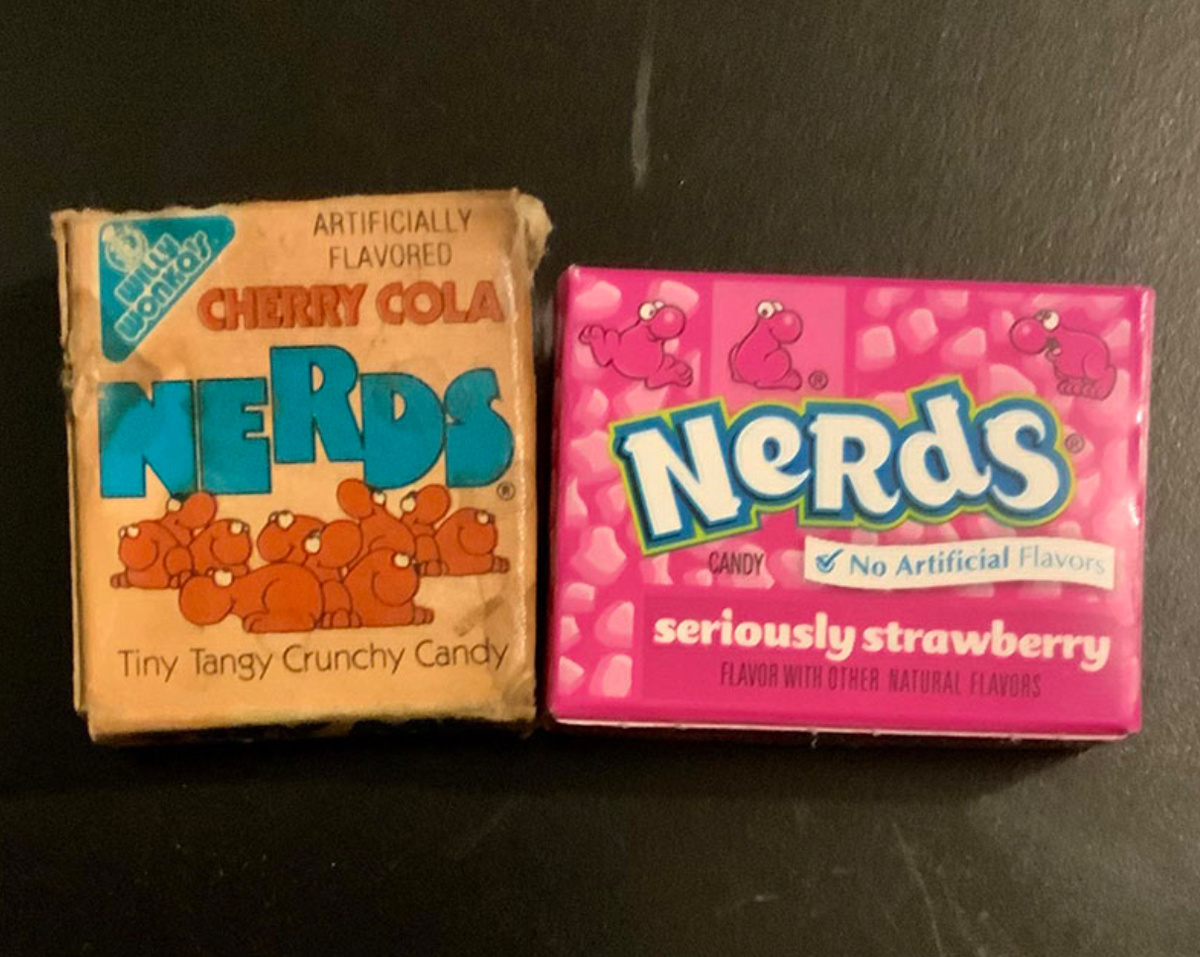 WILLY
WONKA'S
ARTIFICIALLY
FLAVORED
CHERRY COLA
NERDS®
Tiny Tangy Crunchy Candy
®
NeRdS®
CANDY
✓ No Artificial Flavors
seriously strawberry
FLAVOR WITH OTHER NATURAL FLAVORS